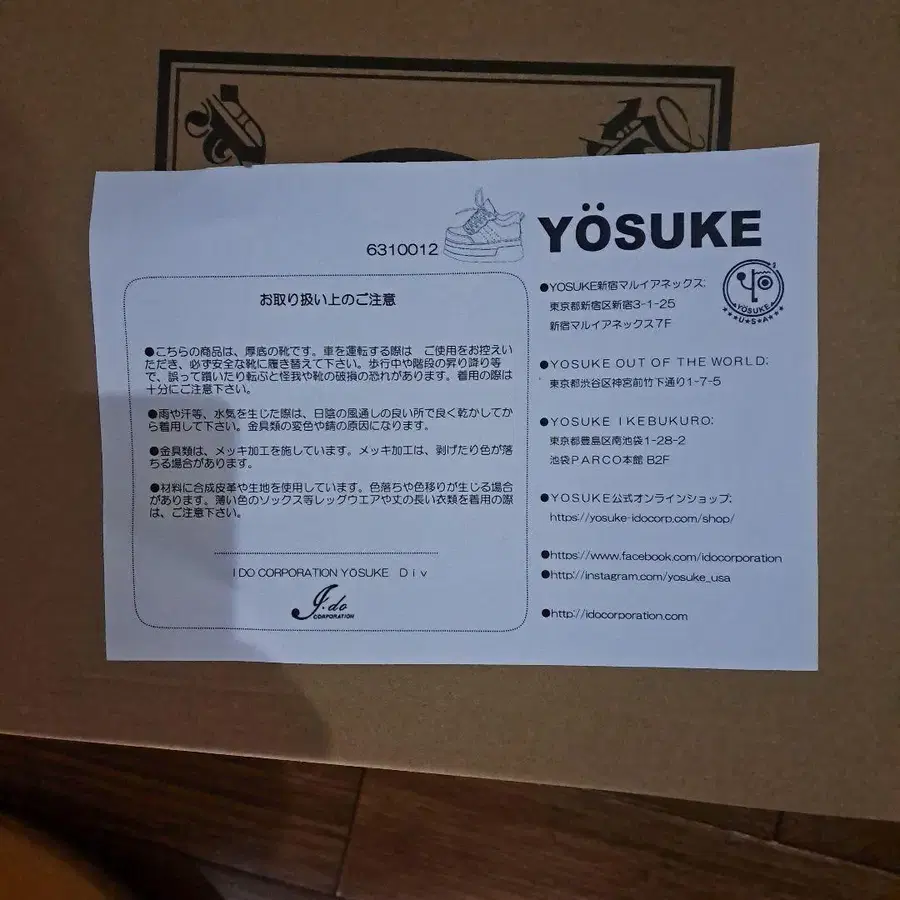 6310012
お取り扱い上のご注意
●こちらの商品は、厚底の靴です。車を運転する際は ご使用をお控えい
ただき、必ず安全な靴に履き替えて下さい。歩行中や階段の昇り降り等
で、誤って躓いたり転ぶと怪我や靴の破損の恐れがあります。着用の際は
十分にご注意下さい。
●雨や汗等、水気を生じた際は、日陰の風通しの良い所で良く乾かしてか
ら着用して下さい。金具類の変色や錆の原因になります。
●金具類は、メッキ加工を施しています。メッキ加工は、剥げたり色が落
ちる場合があります。
●材料に合成皮革や生地を使用しています。色落ちや色移りが生じる場合
があります。薄い色のソックス等レッグウエアや丈の長い衣類を着用の際
は、ご注意下さい。
IDO CORPORATION YOSUKE Div
I.do
CORPORATION
YÖSUKE
●YOSUKE新宿マルイアネックス:
東京都新宿区新宿3-1-25
新宿マルイアネックス7F
YOSUKE
★★★U★S★A★★★
●YOSUKE OUT OF THE WORLD:
東京都渋谷区神宮前竹下通り1-7-5
●YOSUKE IKEBUKURO:
東京都豊島区南池袋1-28-2
池袋PARCO本館 B2F
●YOSUKE公式オンラインショップ:
https://yosuke-idocorp.com/shop/
●https://www.facebook.com/idocorporation
●http://instagram.com/yosuke_usa
●http://idocorporation.com